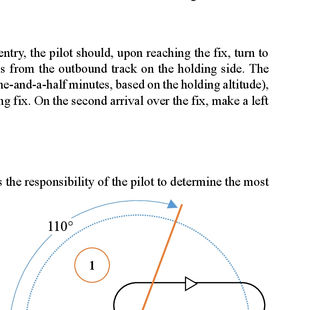 entry, the pilot should, upon reaching the fix, turn to
s from the outbound track on the holding side. The
ne-and-a-half minutes, based on the holding altitude),
ng fix. On the second arrival over the fix, make a left
s the responsibility of the pilot to determine the most
110°
1